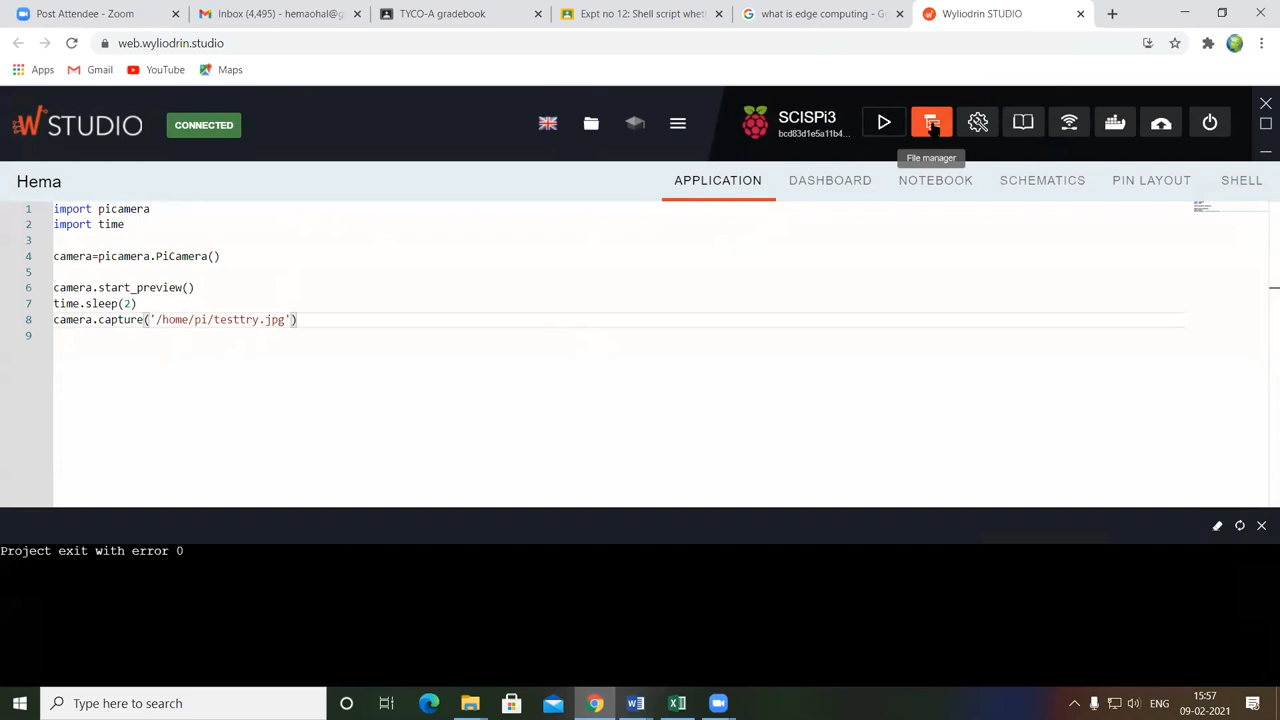 Post Attendee - Zoom
Inbox (4,495) - hemaohal@g
TYCO-A gradebook
Expt no 12: Shell script whet
what is edge computing - G
Wyliodrin STUDIO
web.wyliodrin.studio
Apps
Gmail
YouTube
Maps
W STUDIO
CONNECTED
SCISPi3
bcd83d1e5a11b4...
File manager
Hema
APPLICATION
DASHBOARD
NOTEBOOK
SCHEMATICS
PIN LAYOUT
SHELL
1 import picamera
2 import time
3
4 camera=picamera.PiCamera()
5
6 camera.start_preview()
7 time.sleep(2)
8 camera.capture('/home/pi/testtry.jpg')
9
Project exit with error 0
Type here to search
ENG
15:57
09-02-2021